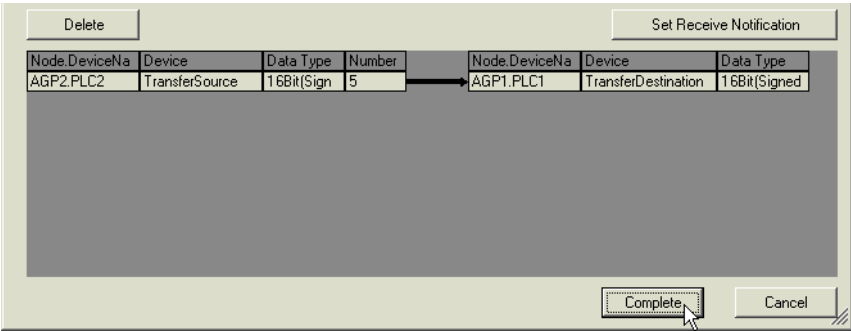 Delete Set Receive Notification
Node.DeviceNa Device Data Type Number Node.DeviceNa Device Data Type
AGP2.PLC2 TransferSource 16Bit(Sign 5 AGP1.PLC1 TransferDestination 16Bit(Signed
Complete Cancel